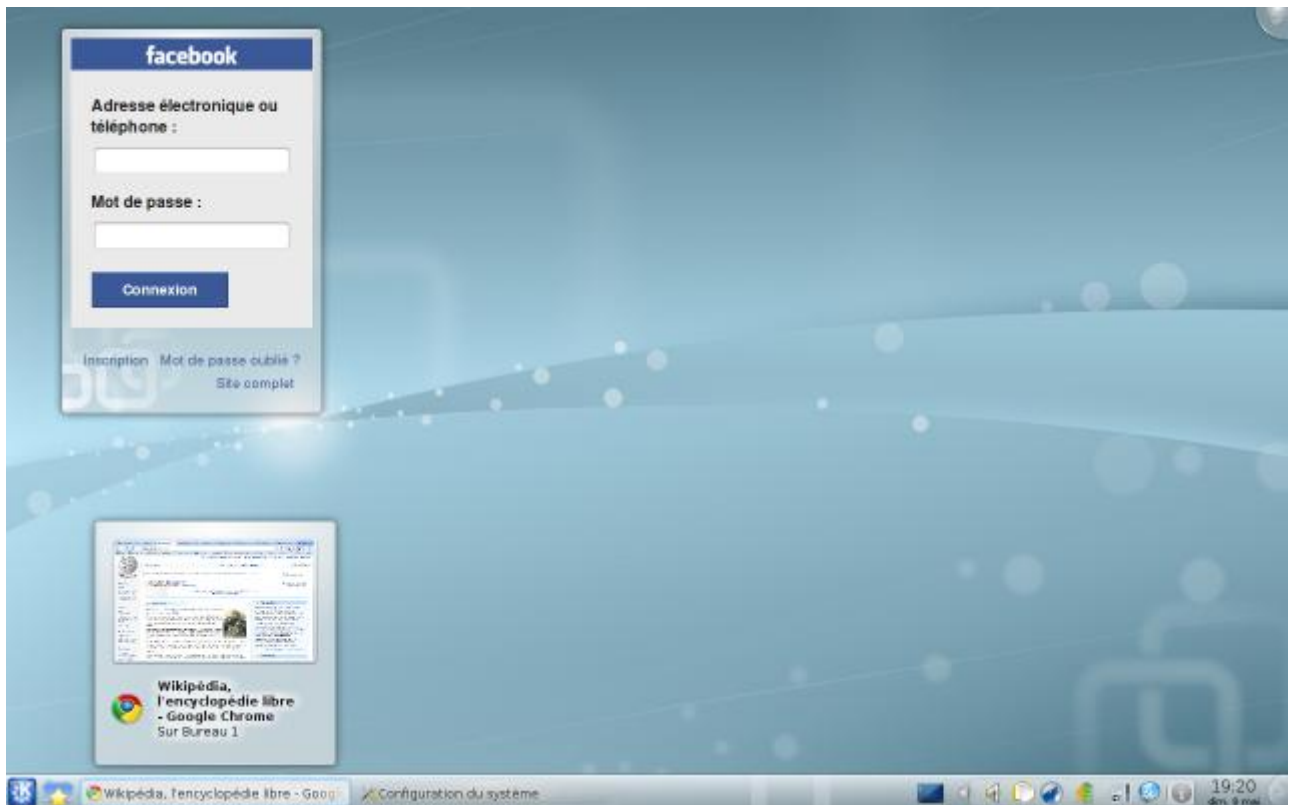 facebook
Adresse électronique ou
téléphone :
Mot de passe :
Connexion
Inscription Mot de passe oublié ?
Site complet
Wikipédia,
l'encyclopédie libre
- Google Chrome
Sur Bureau 1
Wikipédia, l'encyclopédie libre - Goog
Configuration du système
19:20
mai